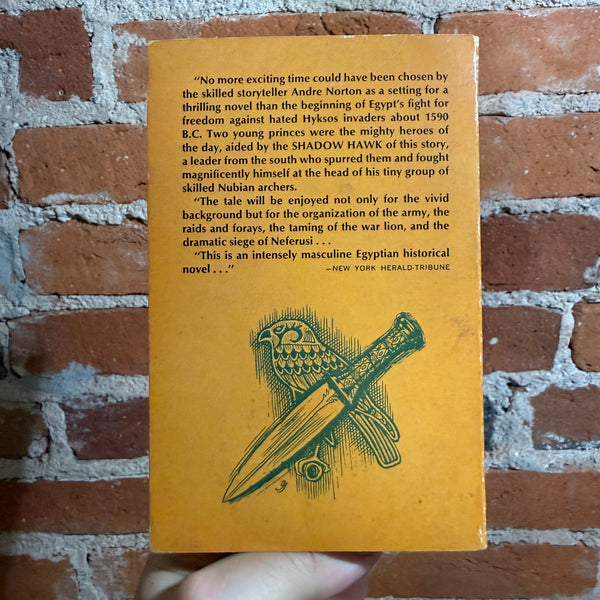 “No more exciting time could have been chosen by
the skilled storyteller Andre Norton as a setting for a
thrilling novel than the beginning of Egypt’s fight for
freedom against hated Hyksos invaders about 1590
B.C. Two young princes were the mighty heroes of
the day, aided by the SHADOW HAWK of this story,
a leader from the south who spurred them and fought
magnificently himself at the head of his tiny group of
skilled Nubian archers.
“The tale will be enjoyed not only for the vivid
background but for the organization of the army, the
raids and forays, the taming of the war lion, and the
dramatic siege of Neferusi . . .
“This is an intensely masculine Egyptian historical
novel . . .” —NEW YORK HERALD-TRIBUNE